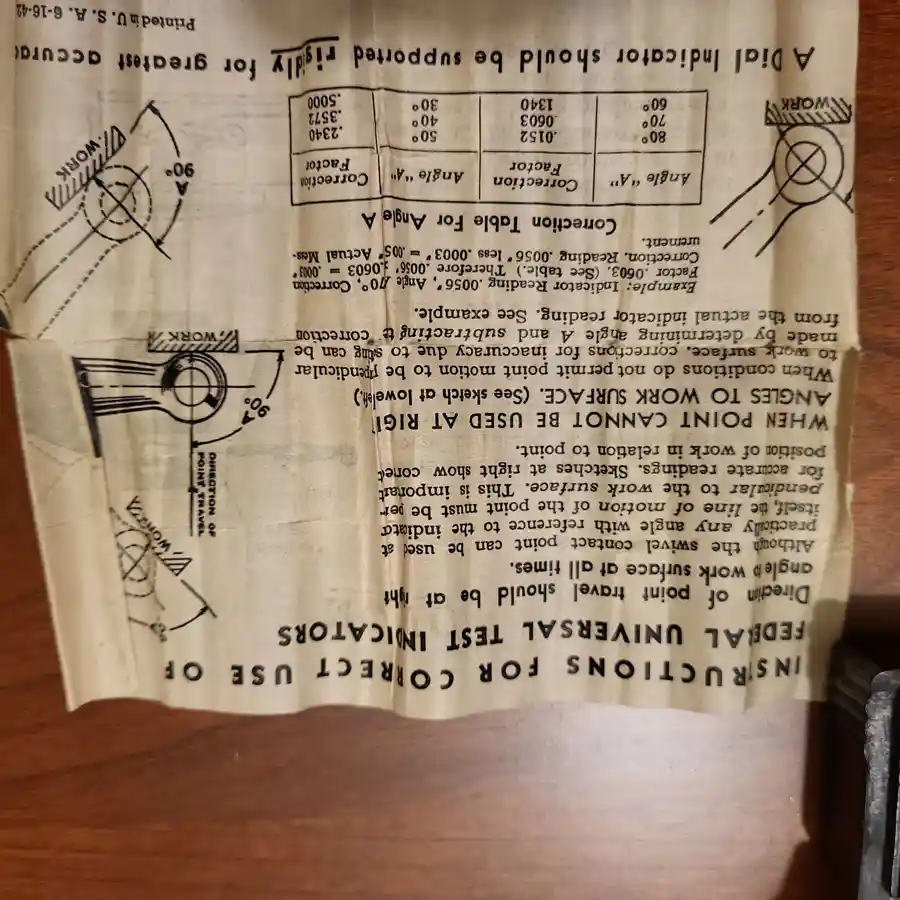 INSTRUCTIONS FOR CORRECT USE OF
FEDERAL UNIVERSAL TEST INDICATORS
Direction of point travel should be at right
angle to work surface at all times.
Although the swivel contact point can be used at
practically any angle with reference to the indicator
itself, the line of motion of the point must be per-
pendicular to the work surface. This is important
for accurate readings. Sketches at right show correct
position of work in relation to point.
WHEN POINT CANNOT BE USED AT RIGHT
ANGLES TO WORK SURFACE. (See sketch at lower left.)
When conditions do not permit point motion to be perpendicular
to work surface, corrections for inaccuracy due to setting can be
made by determining angle A and subtracting the correction
from the actual indicator reading. See example.
Example: Indicator Reading .0056", Angle 70°, Correction
Factor .0603. (See table.) Therefore .0056" x .0603 = .0003"
Correction. Reading .0056" less .0003" = .005" Actual Meas-
urement.
Correction Table For Angle A
Angle "A" Correction Factor Angle "A" Correction Factor
80° .0152 50° .2340
70° .0603 40° .3572
60° 1340 30° .5000
A Dial Indicator should be supported rigidly for greatest accurac
Printed in U. S. A. 6-16-42
WORK
DIRECTION OF
POINT TRAVEL
A
90°
WORK
A
90°
WORK
WORK